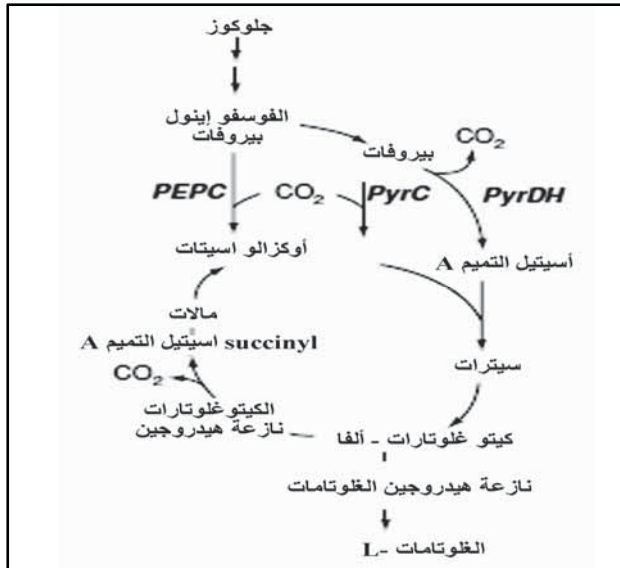 جلوكوز
الفوسفو إينول
بيروفات
بيروفات
CO2
PEPC
CO2
PyrC
PyrDH
أوكزالو اسيتات
أسيتيل التميم A
مالات
succinyl اسيتيل التميم A
سيترات
CO2
الكيتوغلوتارات
نازعة هيدروجين
كيتو غلوتارات - ألفا
نازعة هيدروجين الغلوتامات
الغلوتامات -L